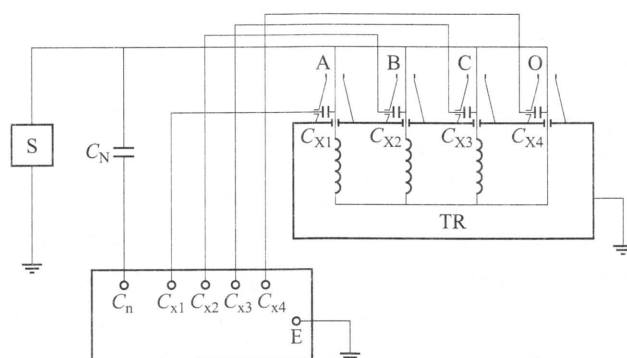 A B C O
S
C_N
C_X1 C_X2 C_X3 C_X4
TR
C_n C_x1 C_x2 C_x3 C_x4
E